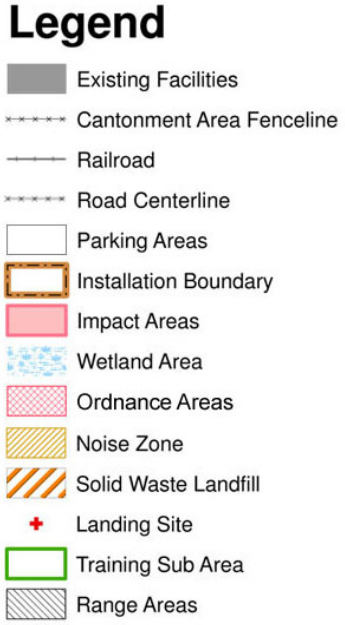 Legend
Existing Facilities
Cantonment Area Fenceline
Railroad
Road Centerline
Parking Areas
Installation Boundary
Impact Areas
Wetland Area
Ordnance Areas
Noise Zone
Solid Waste Landfill
Landing Site
Training Sub Area
Range Areas